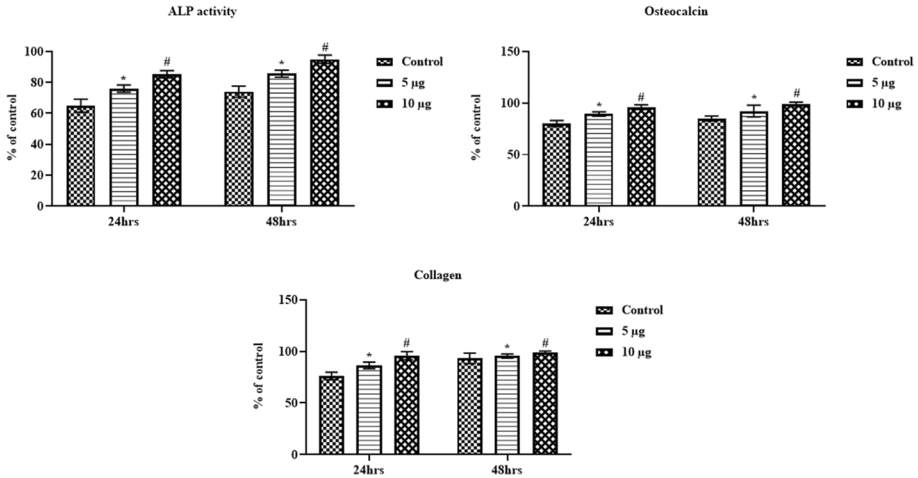 ALP activity
% of control
100
80
60
40
20
0
* # * #
24hrs 48hrs
Control
5 µg
10 µg
Osteocalcin
% of control
150
100
50
0
* # * #
24hrs 48hrs
Control
5 µg
10 µg
Collagen
% of control
150
100
50
0
* # * #
24hrs 48hrs
Control
5 µg
10 µg